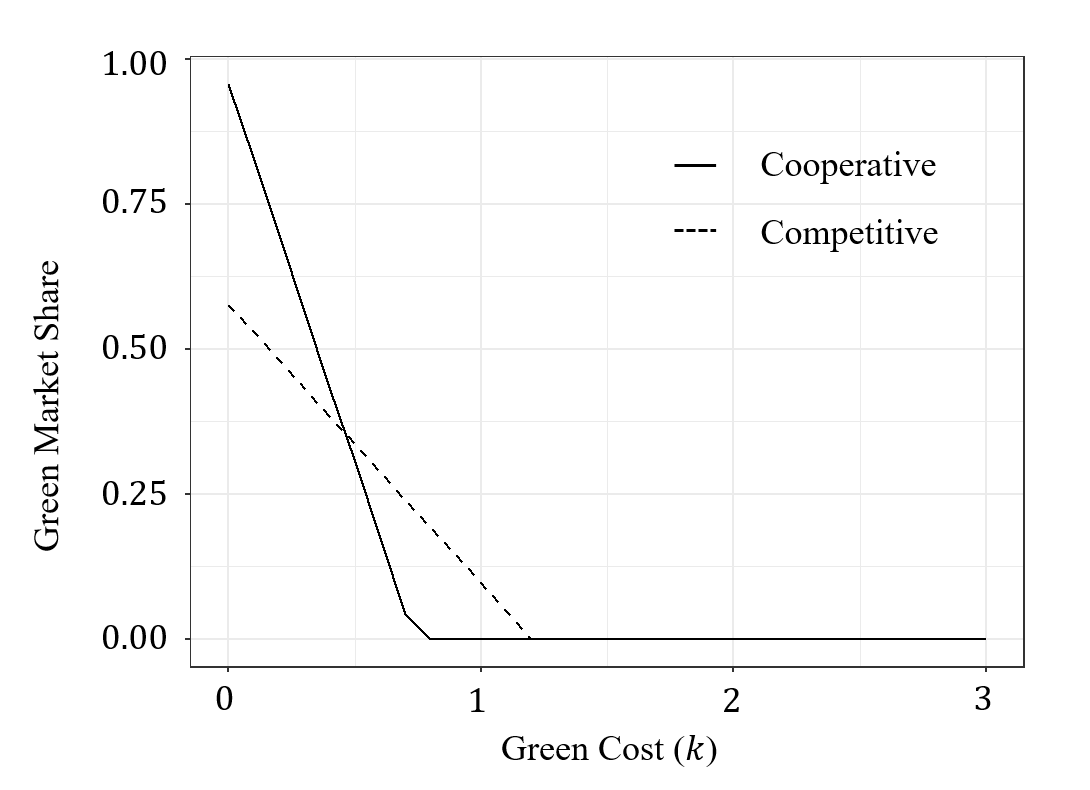 1.00
0.75
0.50
0.25
0.00
Green Market Share
Cooperative
Competitive
0 1 2 3
Green Cost (k)